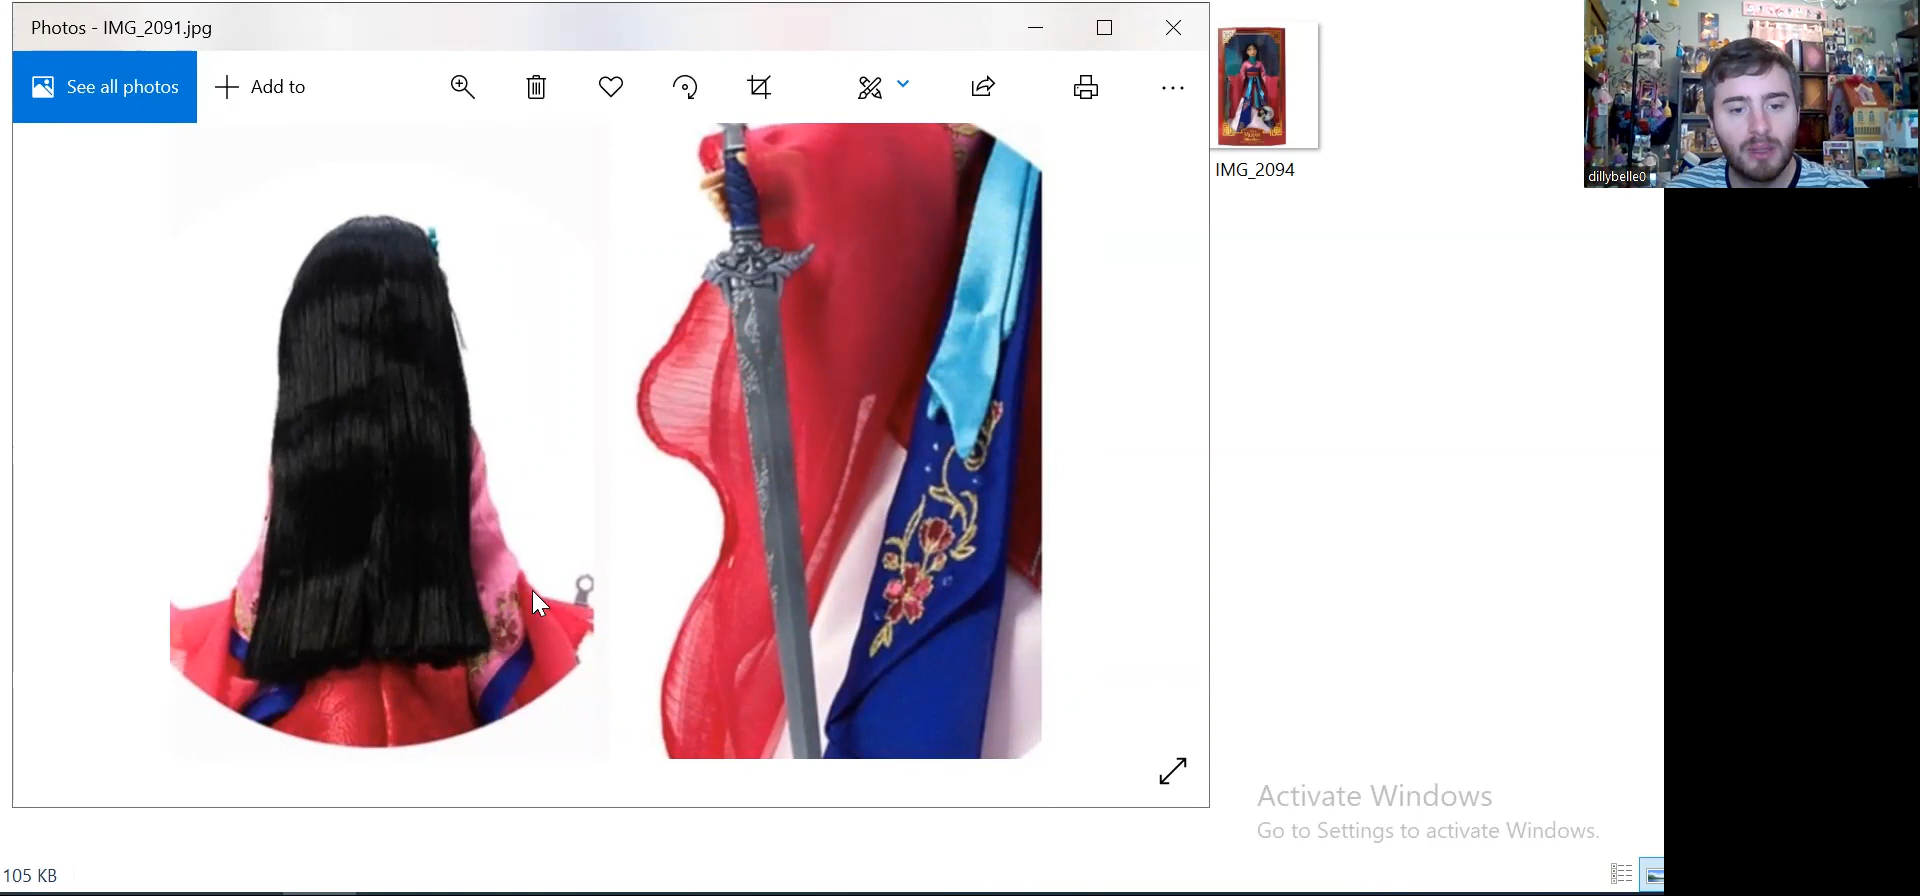 Photos - IMG_2091.jpg
See all photos
Add to
IMG_2094
dillybelle0
Activate Windows
Go to Settings to activate Windows.
105 KB